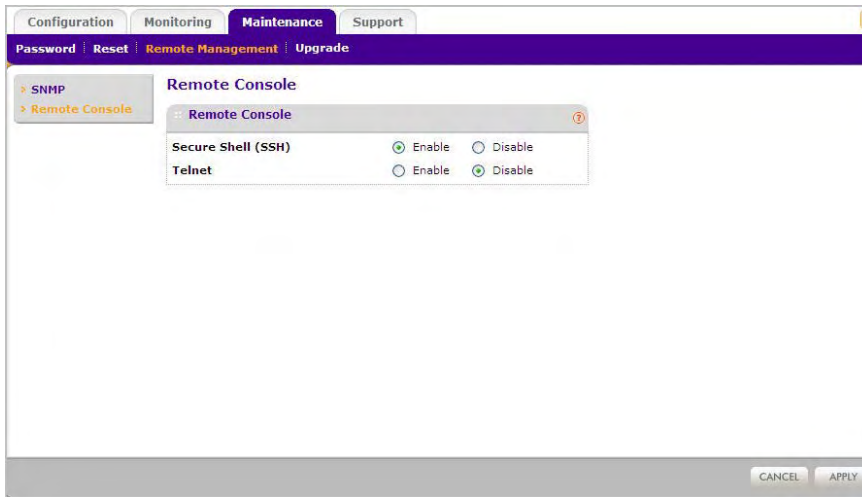 Configuration Monitoring Maintenance Support
Password Reset Remote Management Upgrade
SNMP
Remote Console
Remote Console
Remote Console ?
Secure Shell (SSH) Enable Disable
Telnet Enable Disable
CANCEL APPLY